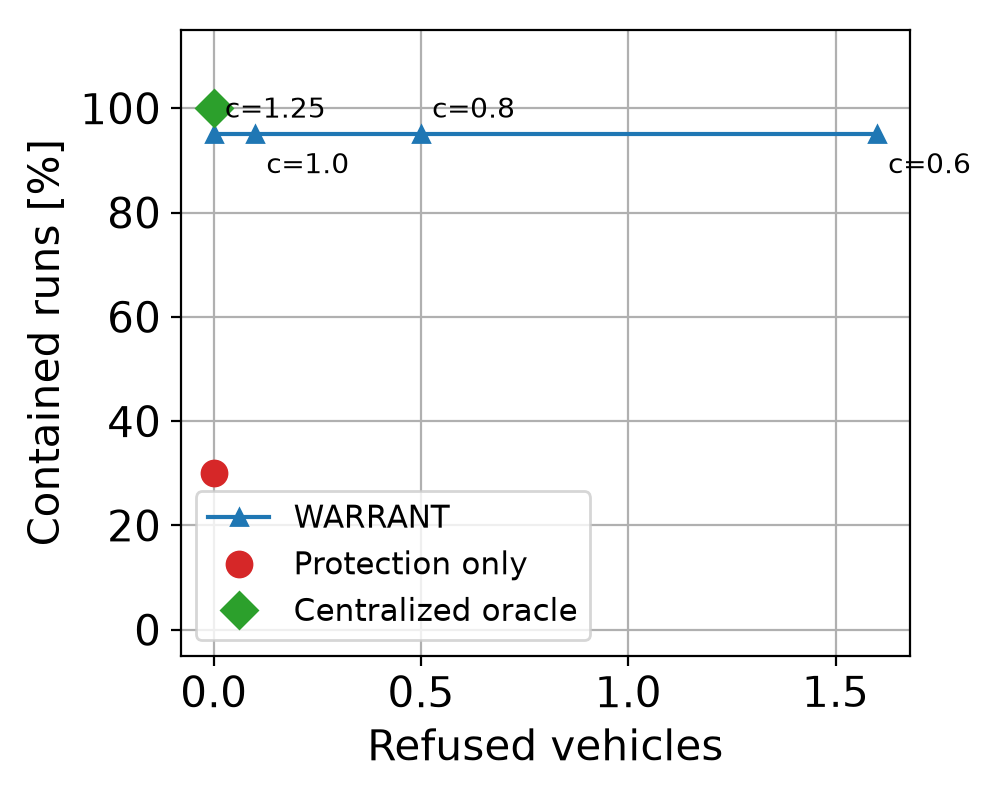 100
80
60
40
20
0
Contained runs [%]
c=1.25
c=0.8
c=1.0
c=0.6
WARRANT
Protection only
Centralized oracle
0.0
0.5
1.0
1.5
Refused vehicles